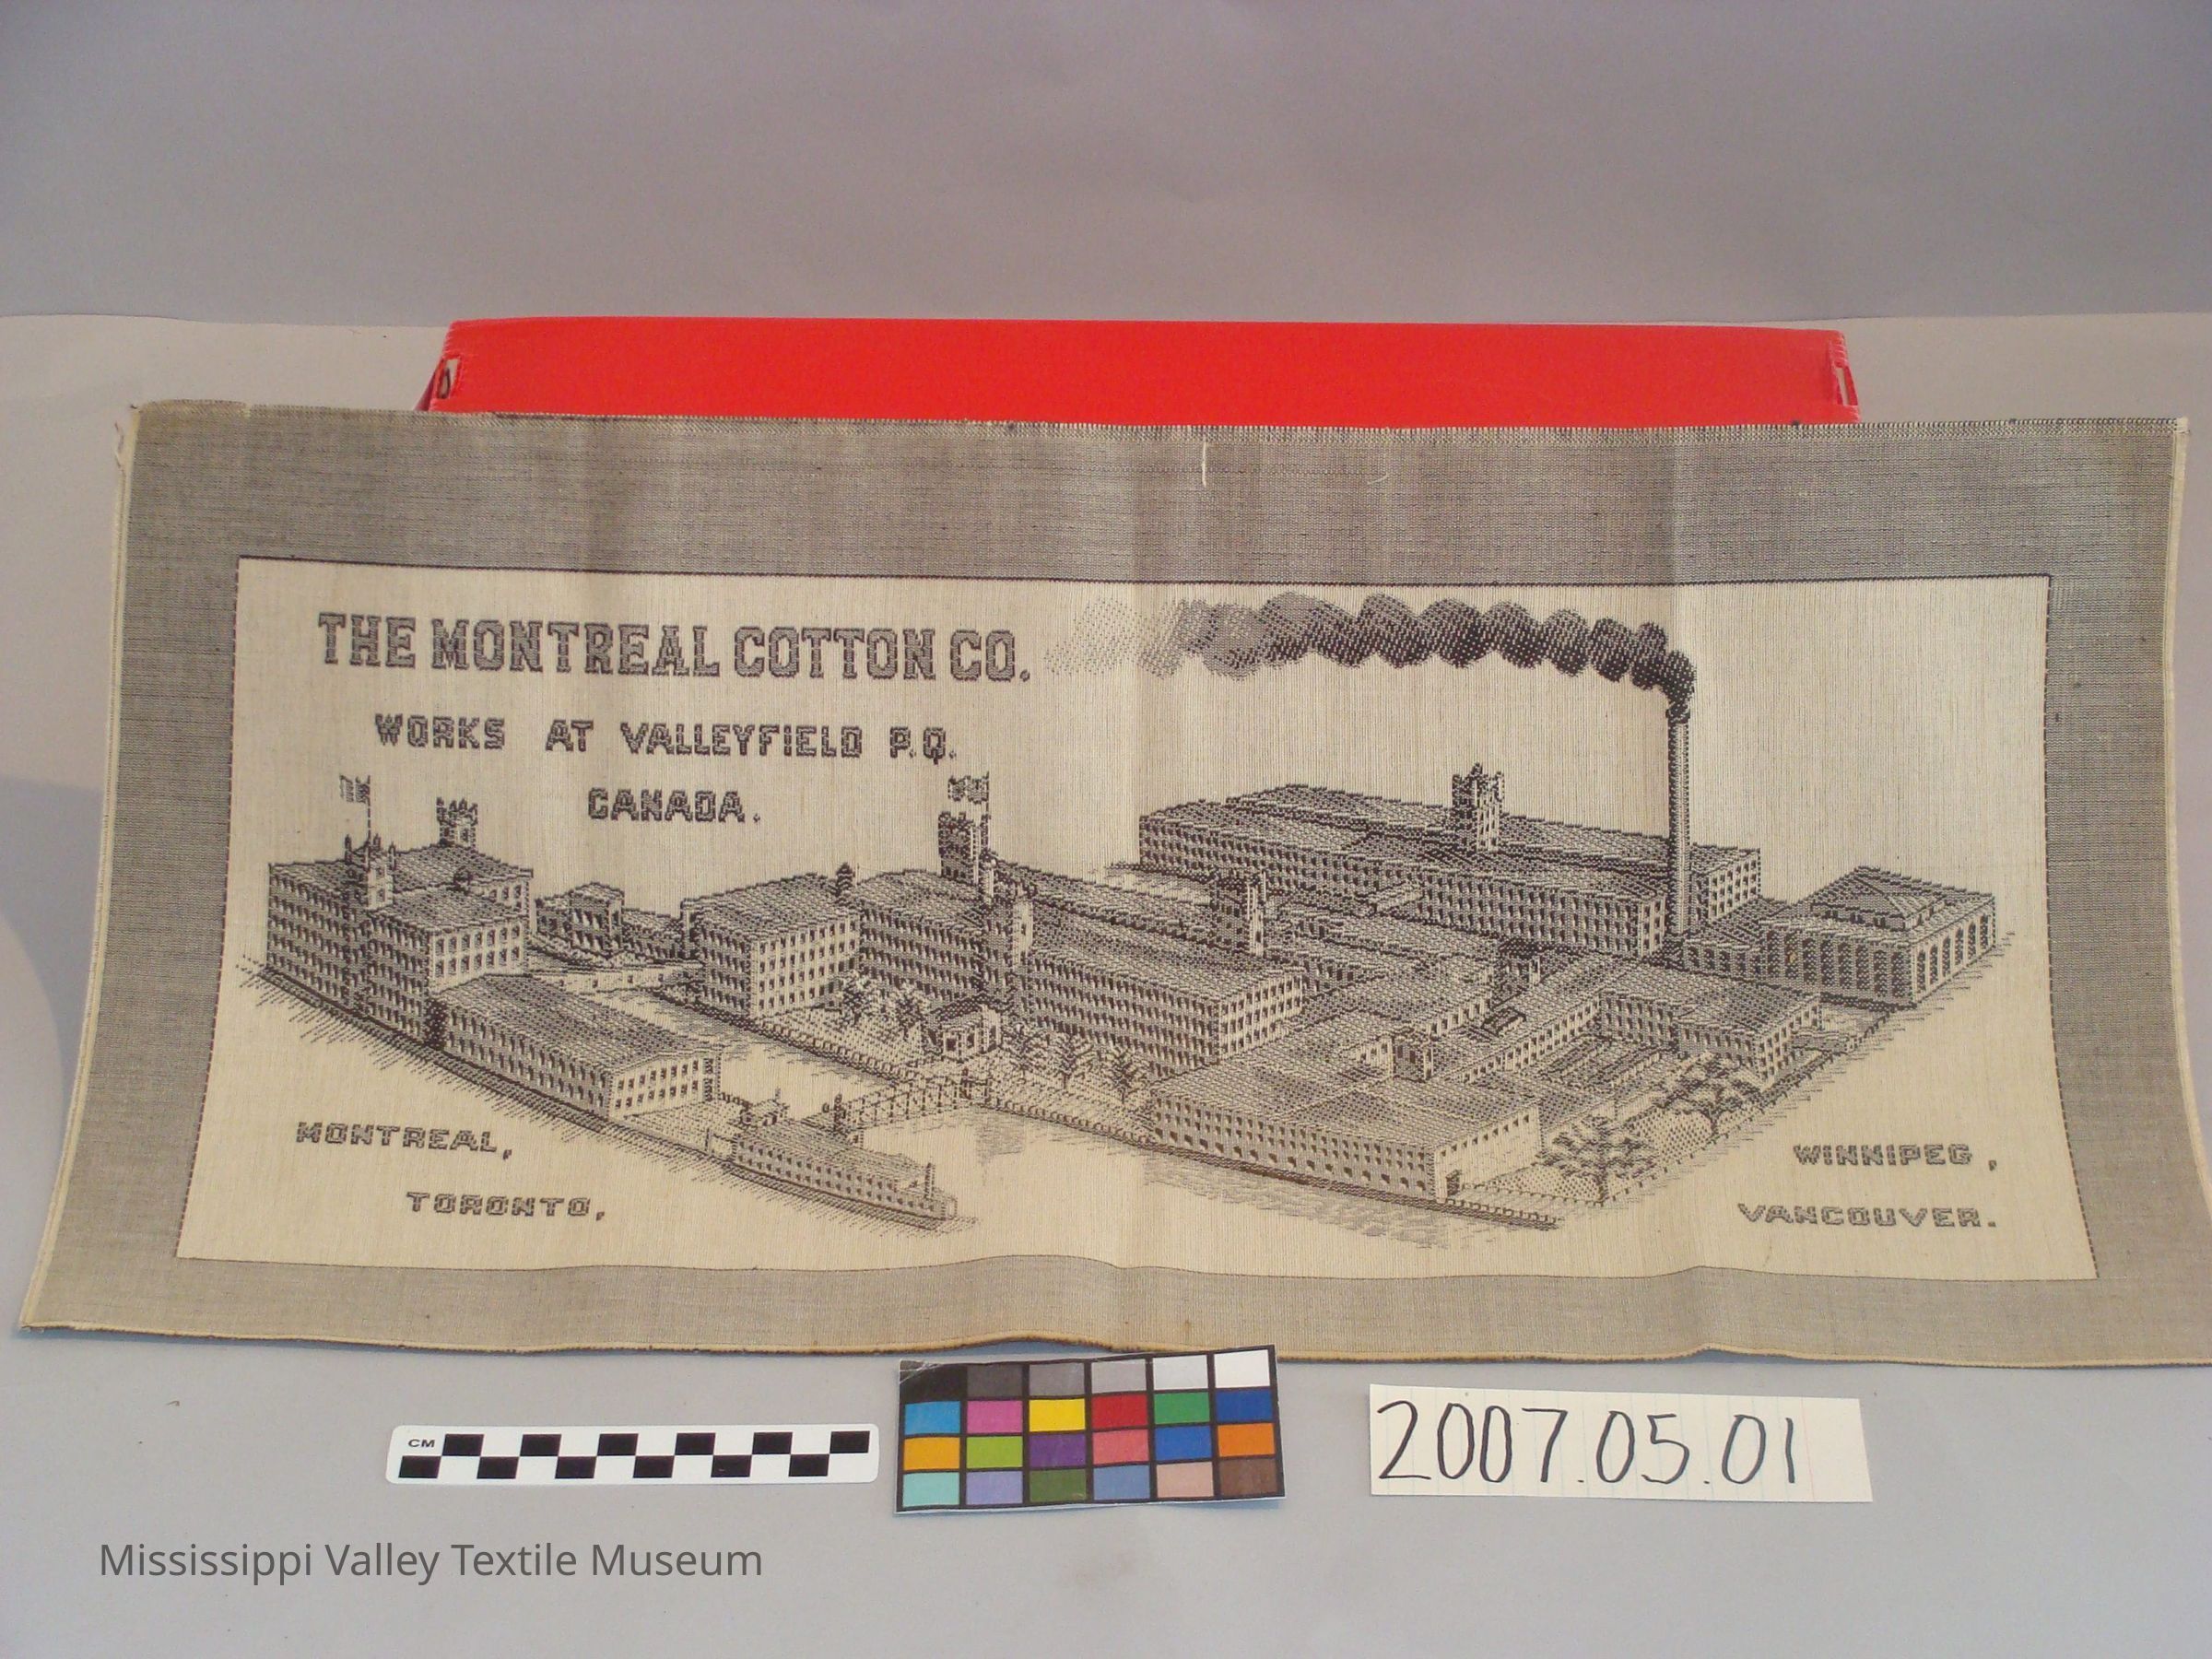 THE MONTREAL COTTON CO.
WORKS AT VALLEYFIELD P.Q.
CANADA.
MONTREAL,
TORONTO,
WINNIPEG,
VANCOUVER.
CM
2007.05.01
Mississippi Valley Textile Museum